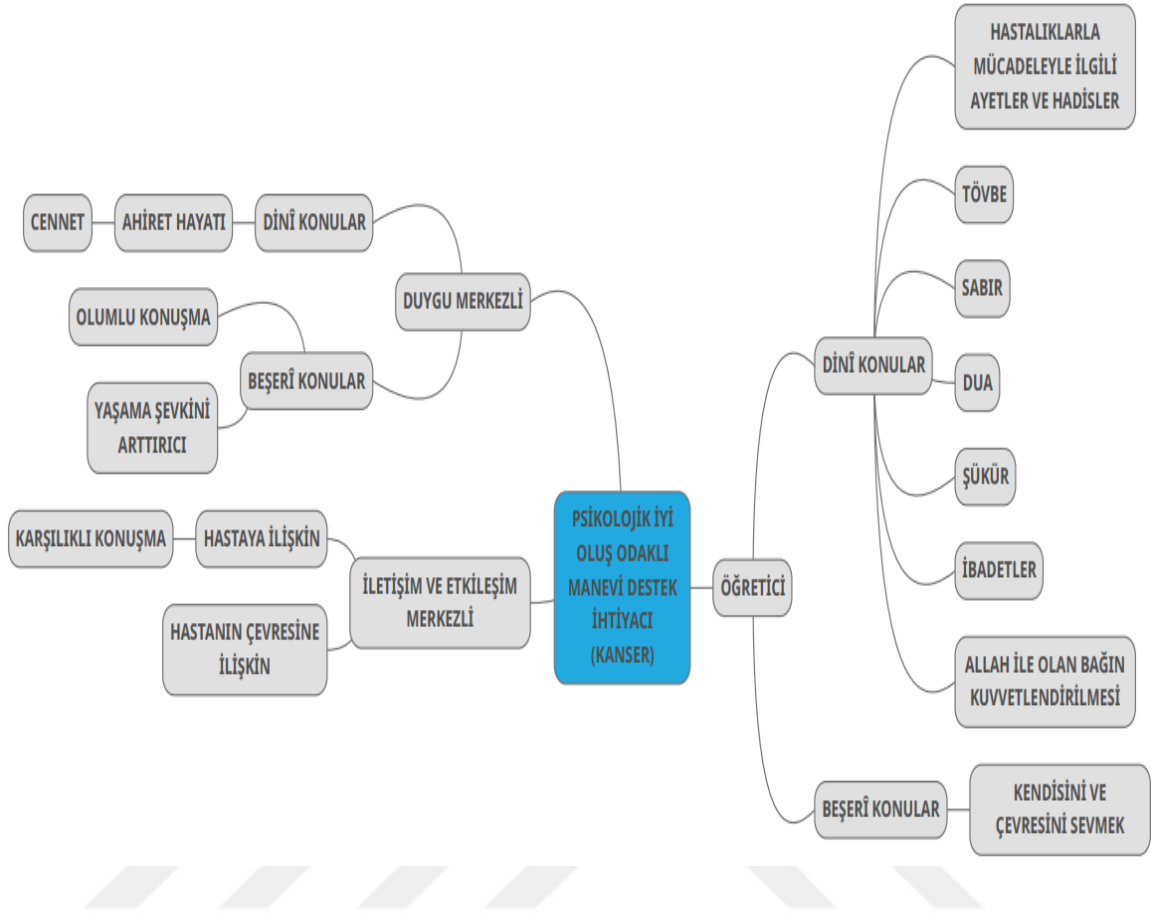 CENNET
AHİRET HAYATI
DİNÎ KONULAR
DUYGU MERKEZLİ
OLUMLU KONUŞMA
BEŞERÎ KONULAR
YAŞAMA ŞEVKİNİ
ARTTIRICI
KARŞILIKLI KONUŞMA
HASTAYA İLİŞKİN
İLETİŞİM VE ETKİLEŞİM
MERKEZLİ
HASTANIN ÇEVRESİNE
İLİŞKİN
PSİKOLOJİK İYİ
OLUŞ ODAKLI
MANEVİ DESTEK
İHTİYACI
(KANSER)
ÖĞRETİCİ
DİNÎ KONULAR
HASTALIKLARLA
MÜCADELEYLE İLGİLİ
AYETLER VE HADİSLER
TÖVBE
SABIR
DUA
ŞÜKÜR
İBADETLER
ALLAH İLE OLAN BAĞIN
KUVVETLENDİRİLMESİ
BEŞERÎ KONULAR
KENDİSİNİ VE
ÇEVRESİNİ SEVMEK